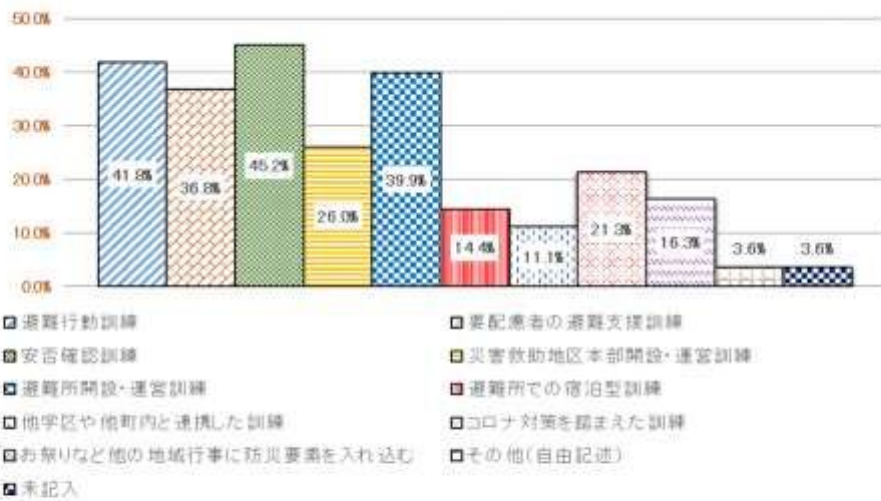 50.0%
40.0%
30.0%
20.0%
10.0%
0.0%
41.8%
36.8%
45.2%
26.0%
39.9%
14.4%
11.1%
21.3%
16.3%
3.6%
3.6%
避難行動訓練
要配慮者の避難支援訓練
安否確認訓練
災害救助地区本部開設・運営訓練
避難所開設・運営訓練
避難所での宿泊型訓練
他学区や他町内と連携した訓練
コロナ対策を踏まえた訓練
お祭りなど他の地域行事に防災要素を入れ込む
その他(自由記述)
未記入